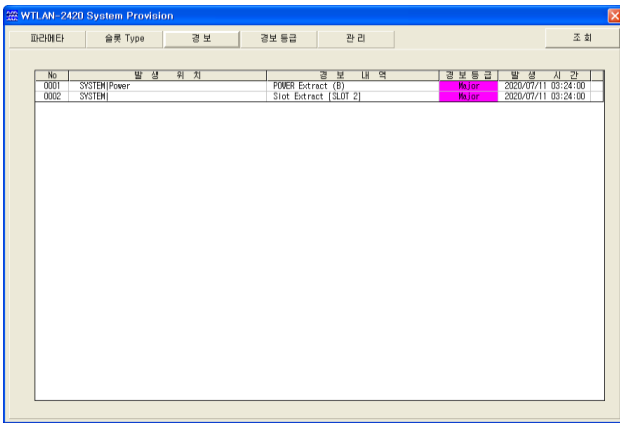 WTLAN-2420 System Provision
파라메타 슬롯 Type 경 보 경보 등급 관 리 조 회
No 발 생 위 치 경 보 내 역 경 보 등 급 발 생 시 간
0001 SYSTEM|Power POWER Extract (B) Major 2020/07/11 03:24:00
0002 SYSTEM| Slot Extract [SLOT 2] Major 2020/07/11 03:24:00